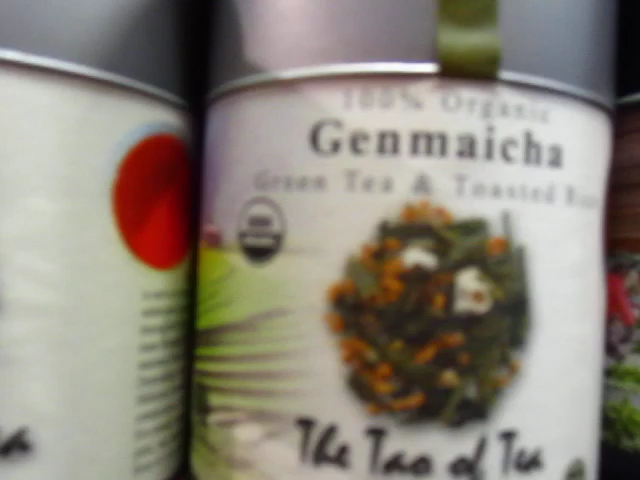 100% Organic
Genmaicha
Green Tea & Toasted Rice
The Tao of Tea